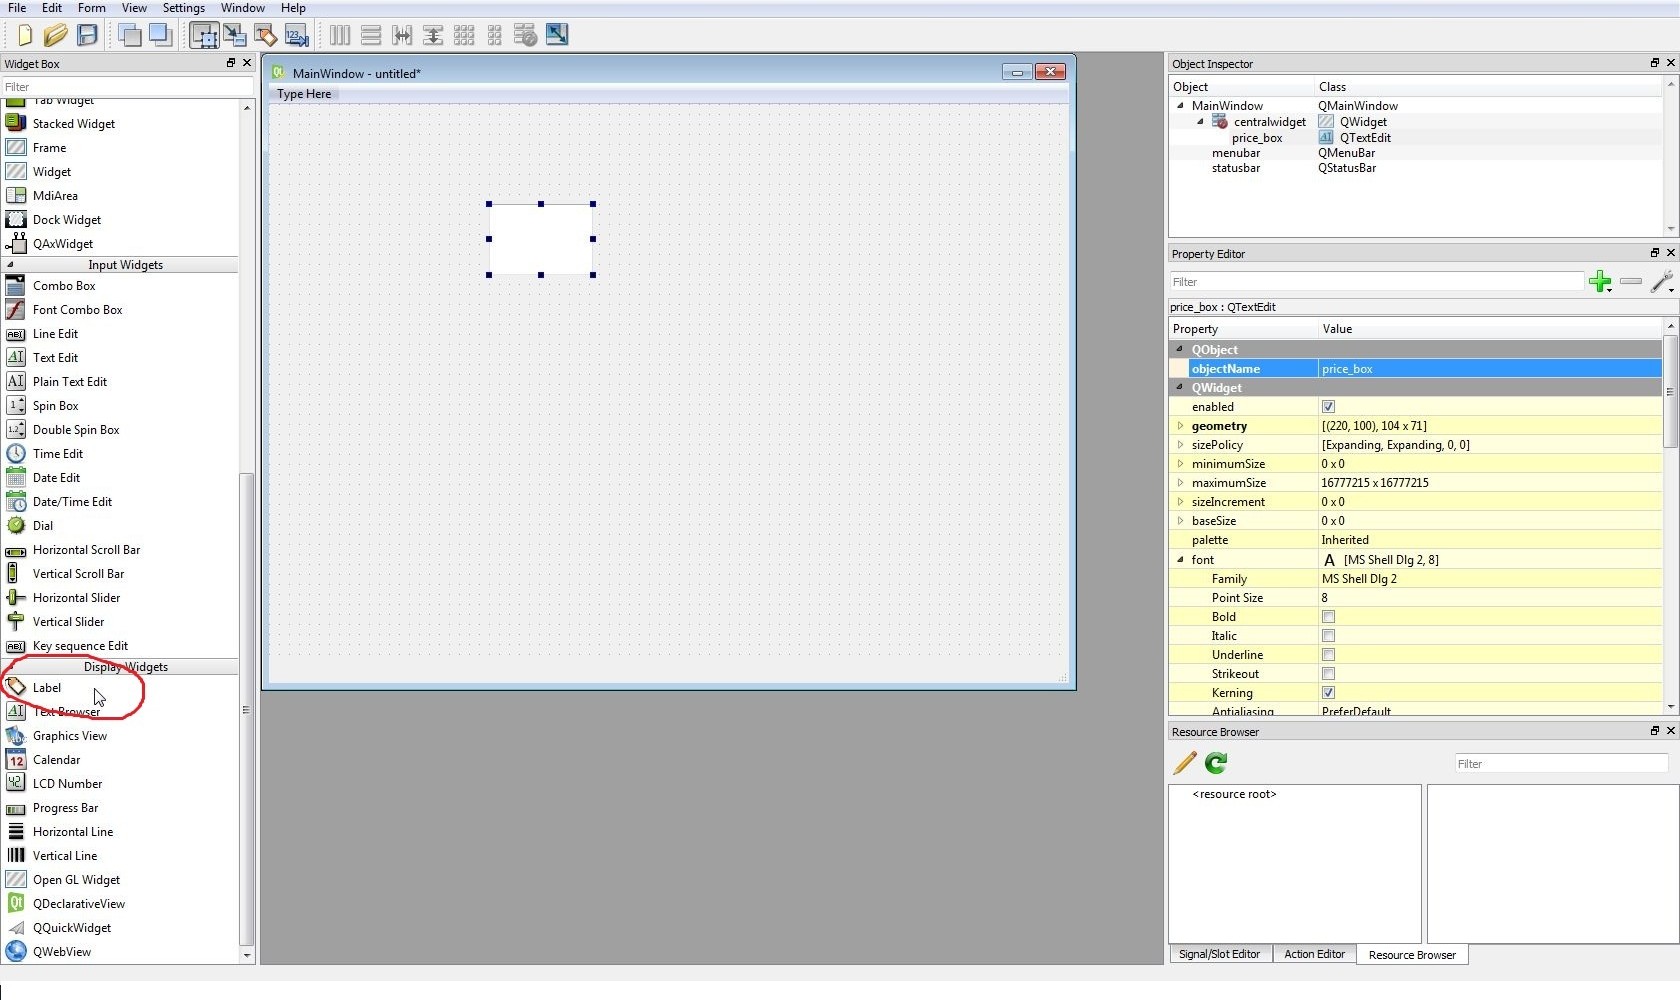 File Edit Form View Settings Window Help
Widget Box
Filter
Tab Widget
Stacked Widget
Frame
Widget
MdiArea
Dock Widget
QAxWidget
Input Widgets
Combo Box
Font Combo Box
Line Edit
Text Edit
Plain Text Edit
Spin Box
Double Spin Box
Time Edit
Date Edit
Date/Time Edit
Dial
Horizontal Scroll Bar
Vertical Scroll Bar
Horizontal Slider
Vertical Slider
Key sequence Edit
Display Widgets
Label
Text Browser
Graphics View
Calendar
LCD Number
Progress Bar
Horizontal Line
Vertical Line
Open GL Widget
QDeclarativeView
QQuickWidget
QWebView
MainWindow - untitled*
Type Here
Object Inspector
Object Class
MainWindow QMainWindow
centralwidget QWidget
price_box QTextEdit
menubar QMenuBar
statusbar QStatusBar
Property Editor
Filter
price_box : QTextEdit
Property Value
QObject
objectName price_box
QWidget
enabled
geometry [(220, 100), 104 x 71]
sizePolicy [Expanding, Expanding, 0, 0]
minimumSize 0 x 0
maximumSize 16777215 x 16777215
sizeIncrement 0 x 0
baseSize 0 x 0
palette Inherited
font A [MS Shell Dlg 2, 8]
Family MS Shell Dlg 2
Point Size 8
Bold
Italic
Underline
Strikeout
Kerning
Antialiasing PreferDefault
Resource Browser
Filter
<resource root>
Signal/Slot Editor Action Editor Resource Browser